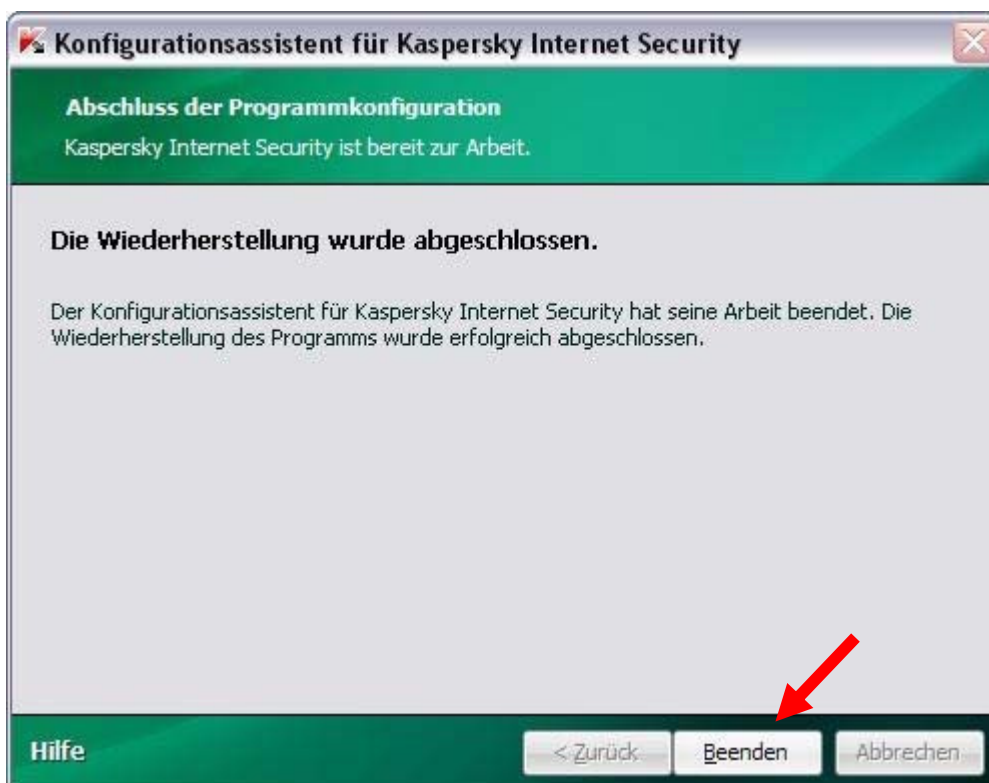 Konfigurationsassistent für Kaspersky Internet Security
Abschluss der Programmkonfiguration
Kaspersky Internet Security ist bereit zur Arbeit.
Die Wiederherstellung wurde abgeschlossen.
Der Konfigurationsassistent für Kaspersky Internet Security hat seine Arbeit beendet. Die
Wiederherstellung des Programms wurde erfolgreich abgeschlossen.
Hilfe
< Zurück
Beenden
Abbrechen